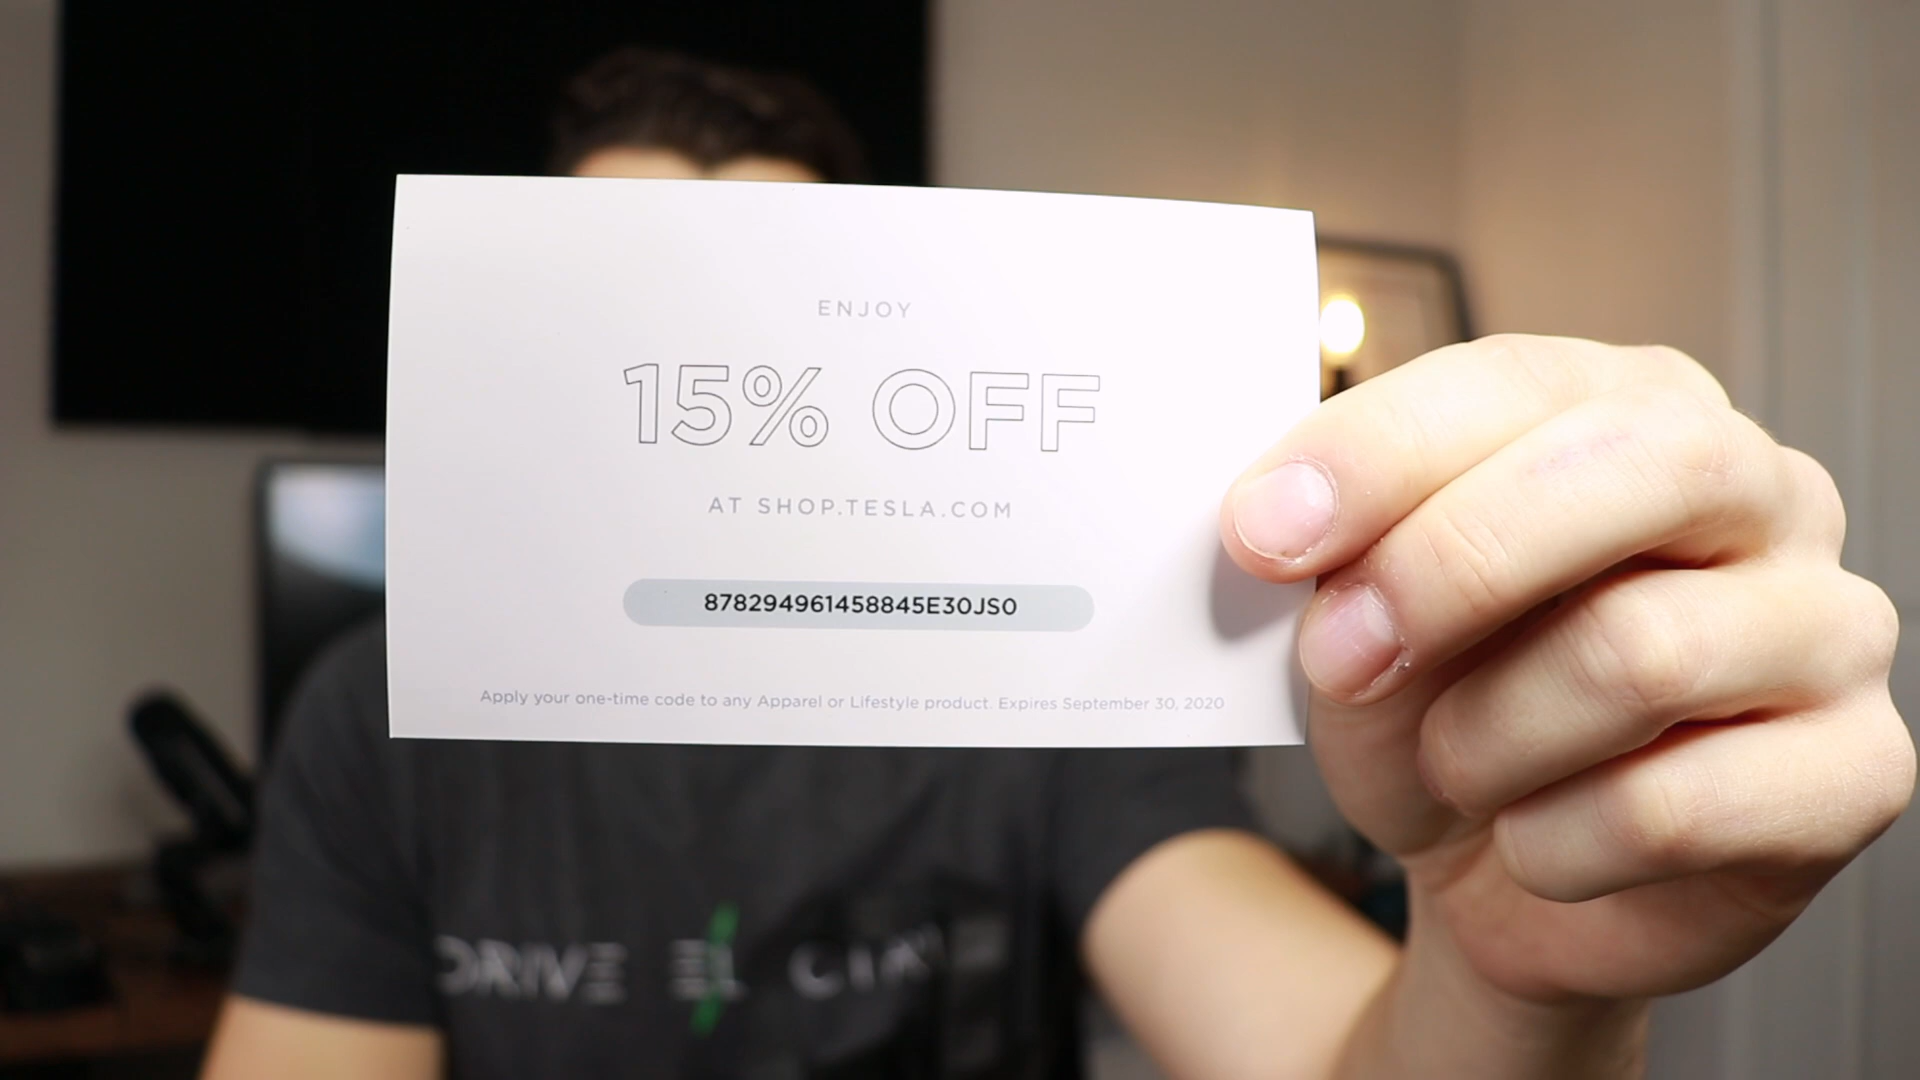 ENJOY
15% OFF
AT SHOP.TESLA.COM
878294961458845E30JS0
Apply your one-time code to any Apparel or Lifestyle product. Expires September 30, 2020
DRIVE